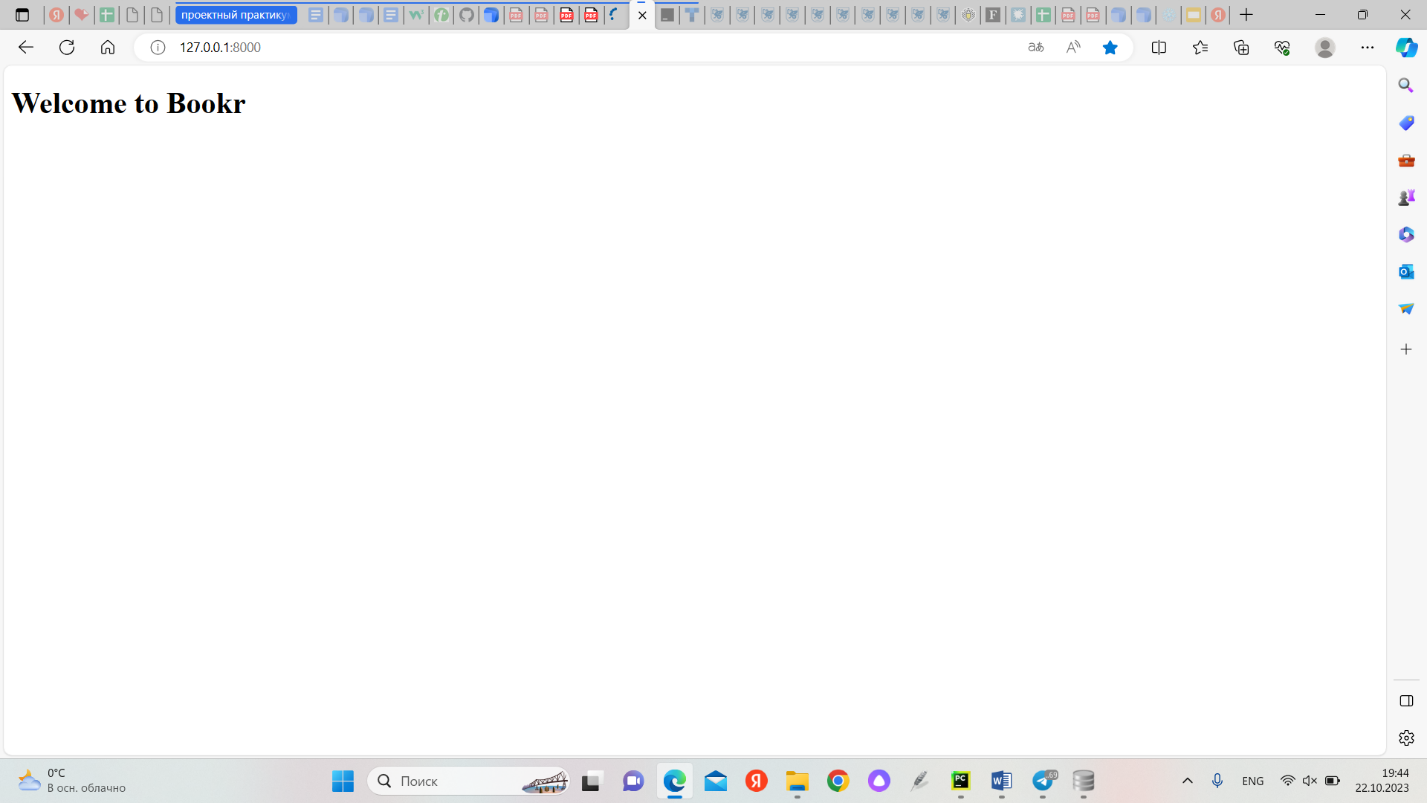 проектный практику
127.0.0.1:8000
Welcome to Bookr
0°C
В осн. облачно
Поиск
ENG
19:44
22.10.2023